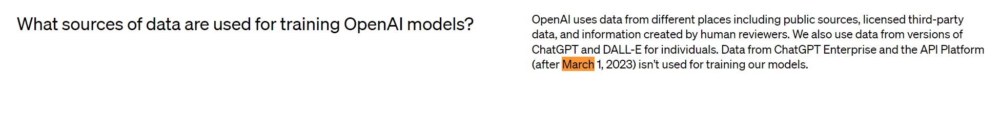 What sources of data are used for training OpenAI models?
OpenAI uses data from different places including public sources, licensed third-party
data, and information created by human reviewers. We also use data from versions of
ChatGPT and DALL-E for individuals. Data from ChatGPT Enterprise and the API Platform
(after March 1, 2023) isn't used for training our models.